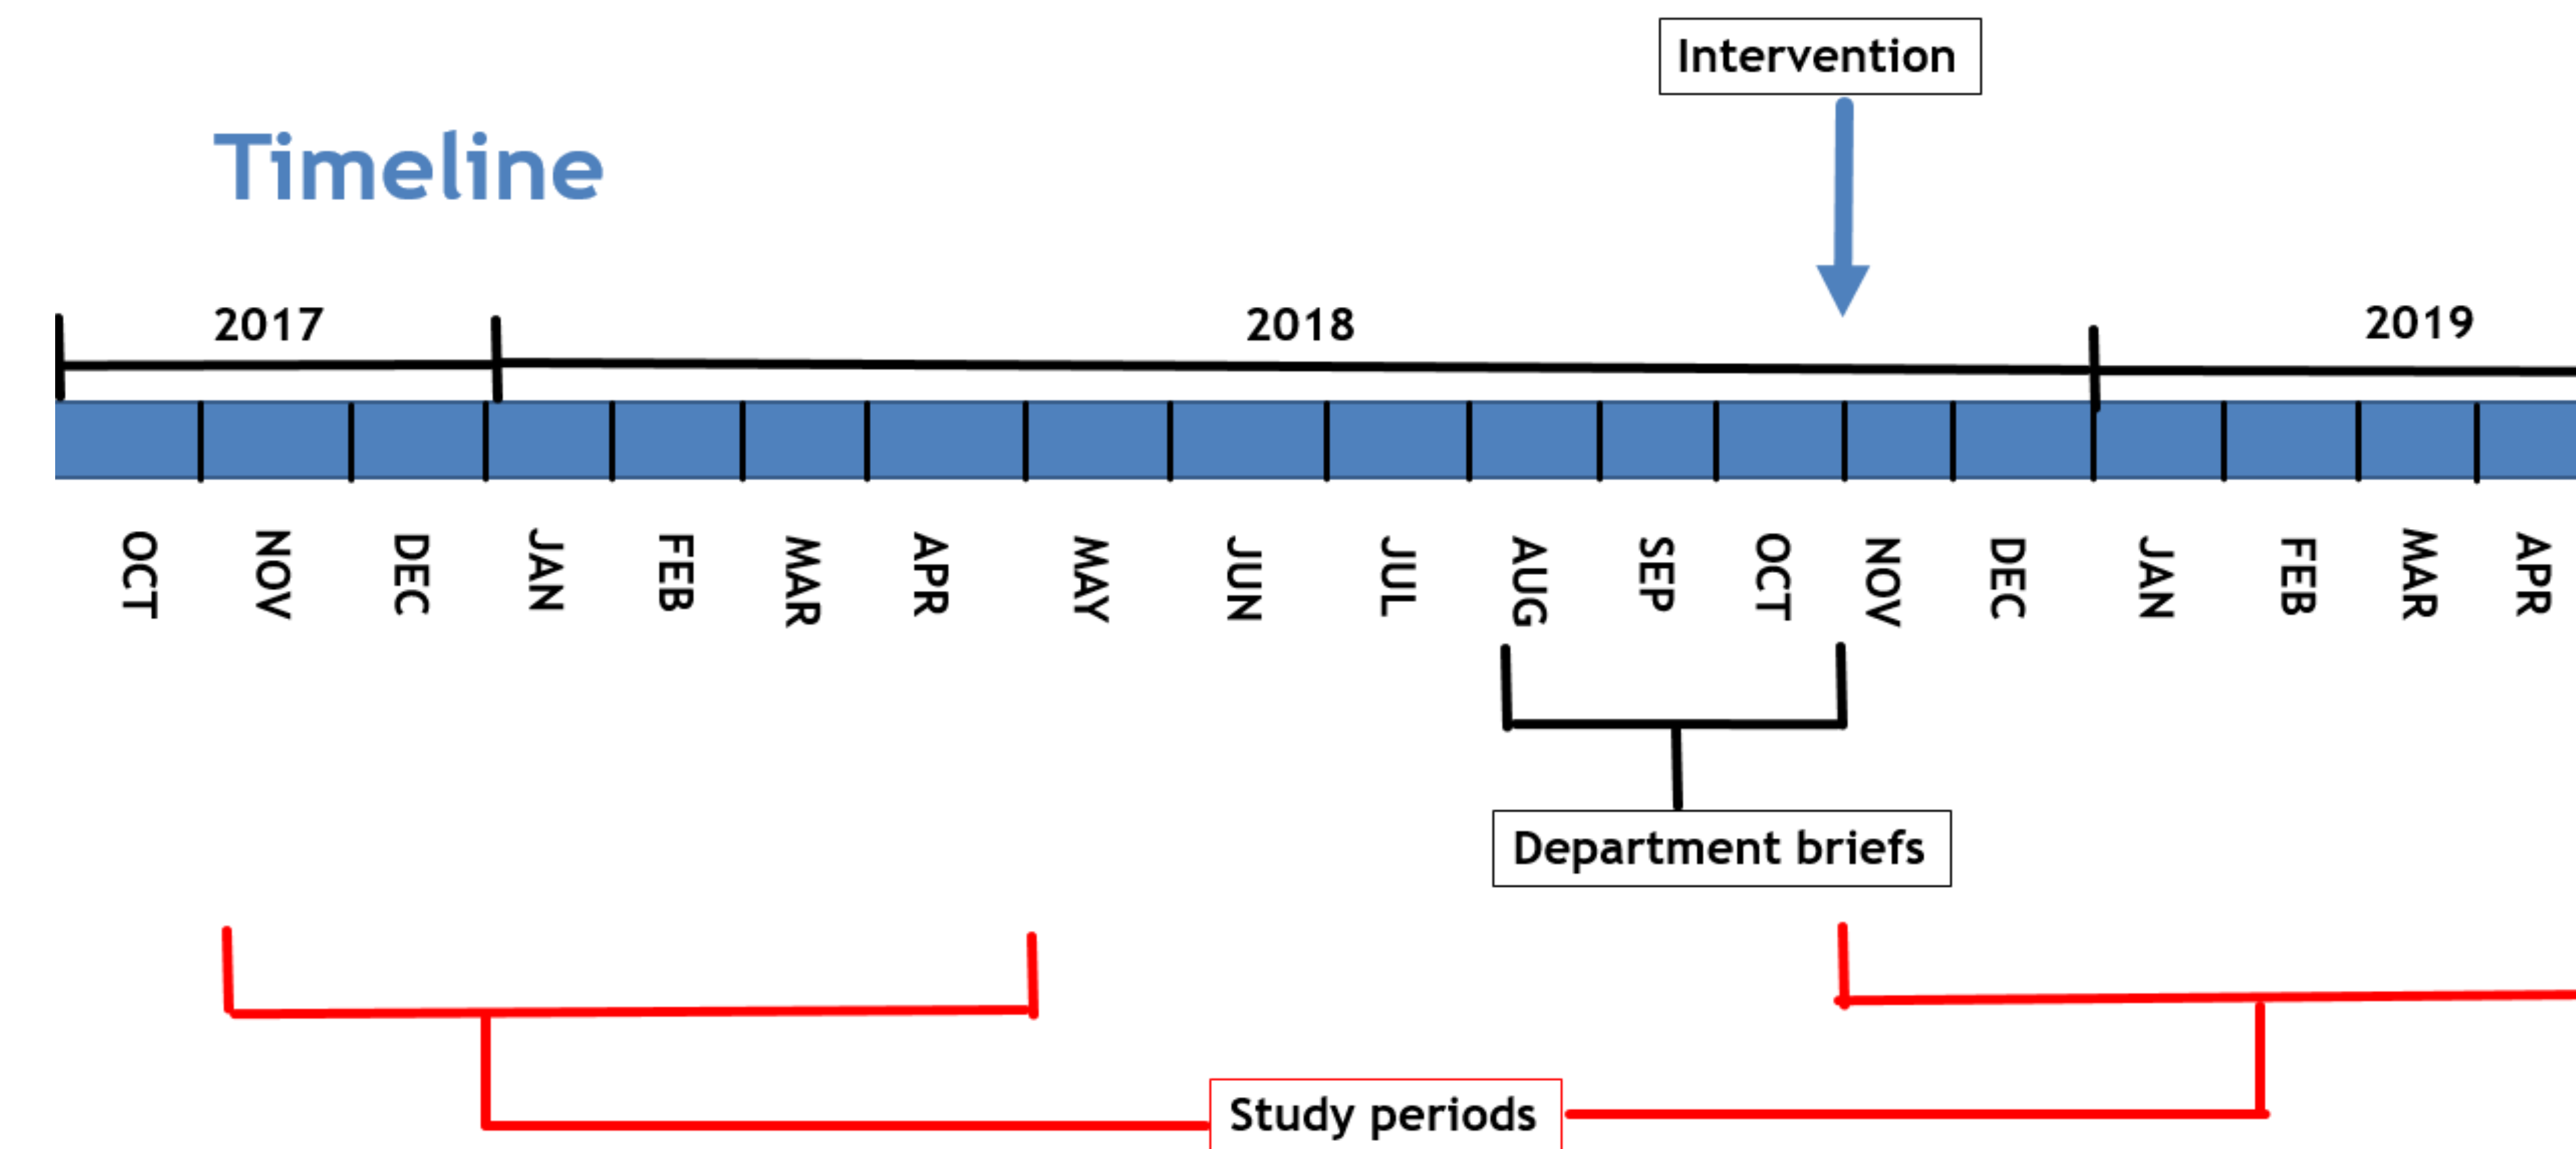 Intervention
Timeline
2017
2018
2019
OCT
NOV
DEC
JAN
FEB
MAR
APR
MAY
JUN
JUL
AUG
SEP
OCT
NOV
DEC
JAN
FEB
MAR
APR
Department briefs
Study periods